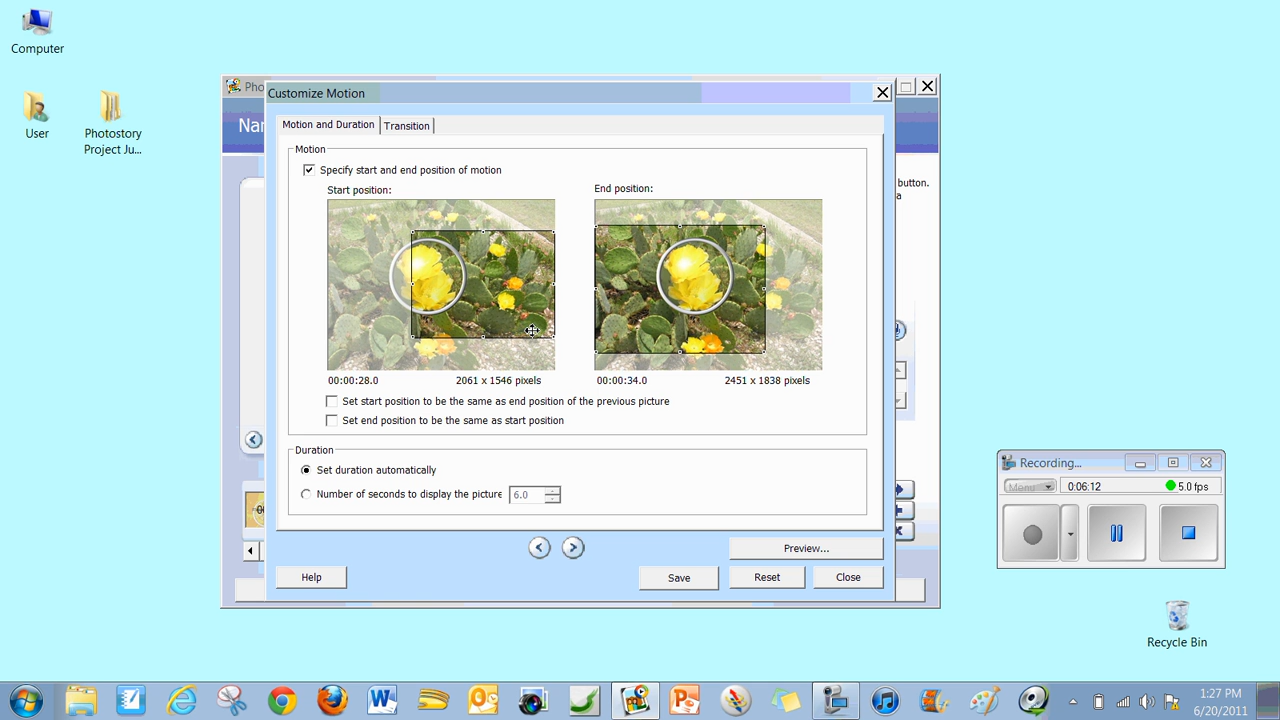 Computer
User
Photostory
Project Ju...
Pho
Customize Motion
Nar
Motion and Duration
Transition
Motion
Specify start and end position of motion
button.
a
Start position:
End position:
00:00:28.0
2061 x 1546 pixels
00:00:34.0
2451 x 1838 pixels
Set start position to be the same as end position of the previous picture
Set end position to be the same as start position
Duration
Set duration automatically
Number of seconds to display the picture
6.0
Preview...
Help
Save
Reset
Close
Recording...
Menu
0:06:12
5.0 fps
Recycle Bin
1:27 PM
6/20/2011